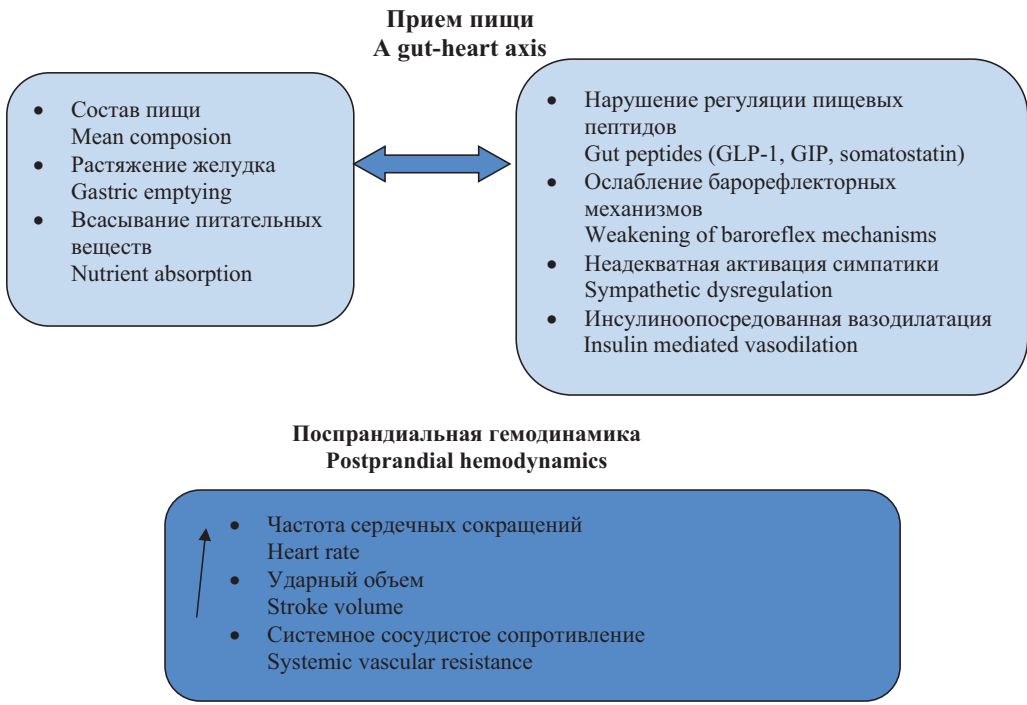 Прием пищи
A gut-heart axis
• Состав пищи
Mean composion
• Растяжение желудка
Gastric emptying
• Всасывание питательных
веществ
Nutrient absorption
• Нарушение регуляции пищевых
пептидов
Gut peptides (GLP-1, GIP, somatostatin)
• Ослабление барорефлекторных
механизмов
Weakening of baroreflex mechanisms
• Неадекватная активация симпатики
Sympathetic dysregulation
• Инсулиноопосредованная вазодилатация
Insulin mediated vasodilation
Поспрандиальная гемодинамика
Postprandial hemodynamics
• Частота сердечных сокращений
Heart rate
• Ударный объем
Stroke volume
• Системное сосудистое сопротивление
Systemic vascular resistance